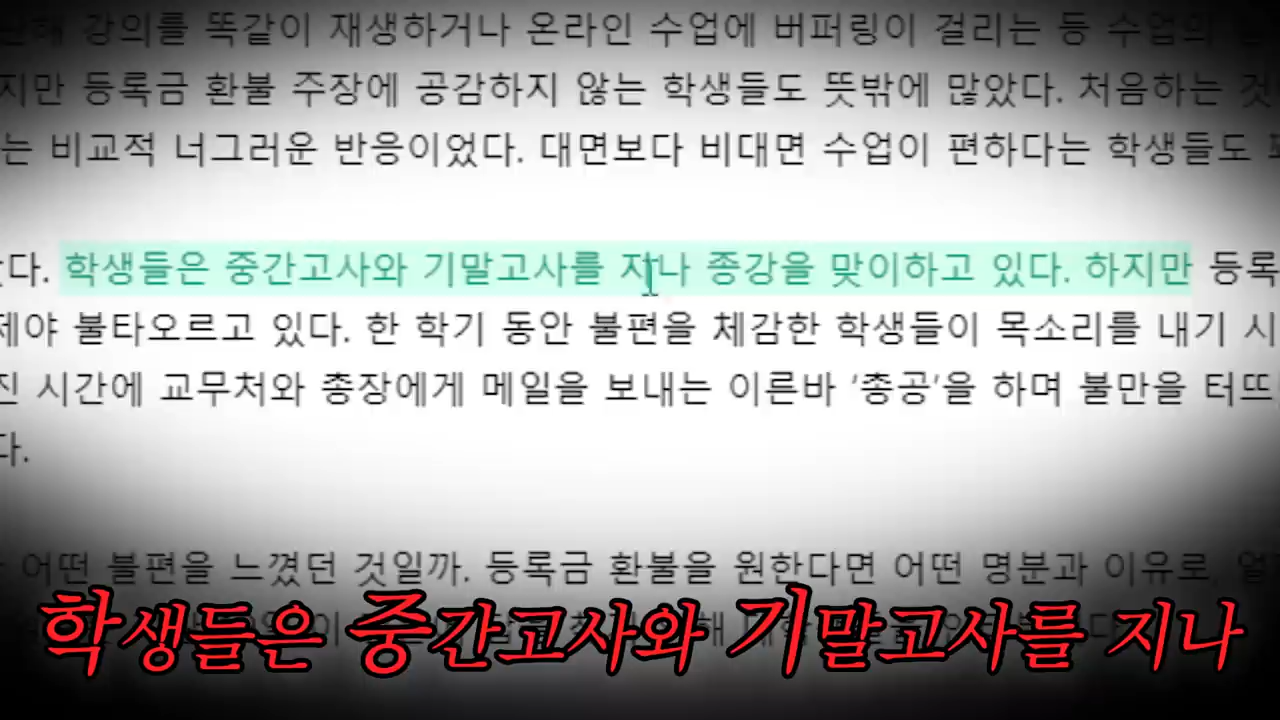 강의를 똑같이 재생하거나 온라인 수업에 버퍼링이 걸리는 등 수업의
지만 등록금 환불 주장에 공감하지 않는 학생들도 뜻밖에 많았다. 처음하는
는 비교적 너그러운 반응이었다. 대면보다 비대면 수업이 편하다는 학생들도
다. 학생들은 중간고사와 기말고사를 지나 종강을 맞이하고 있다. 하지만 등록
제야 불타오르고 있다. 한 학기 동안 불편을 체감한 학생들이 목소리를 내기 시
진 시간에 교무처와 총장에게 메일을 보내는 이른바 ‘총공’을 하며 불만을 터뜨
다.
어떤 불편을 느꼈던 것일까. 등록금 환불을 원한다면 어떤 명분과 이유로,
학생들은 중간고사와 기말고사를 지나